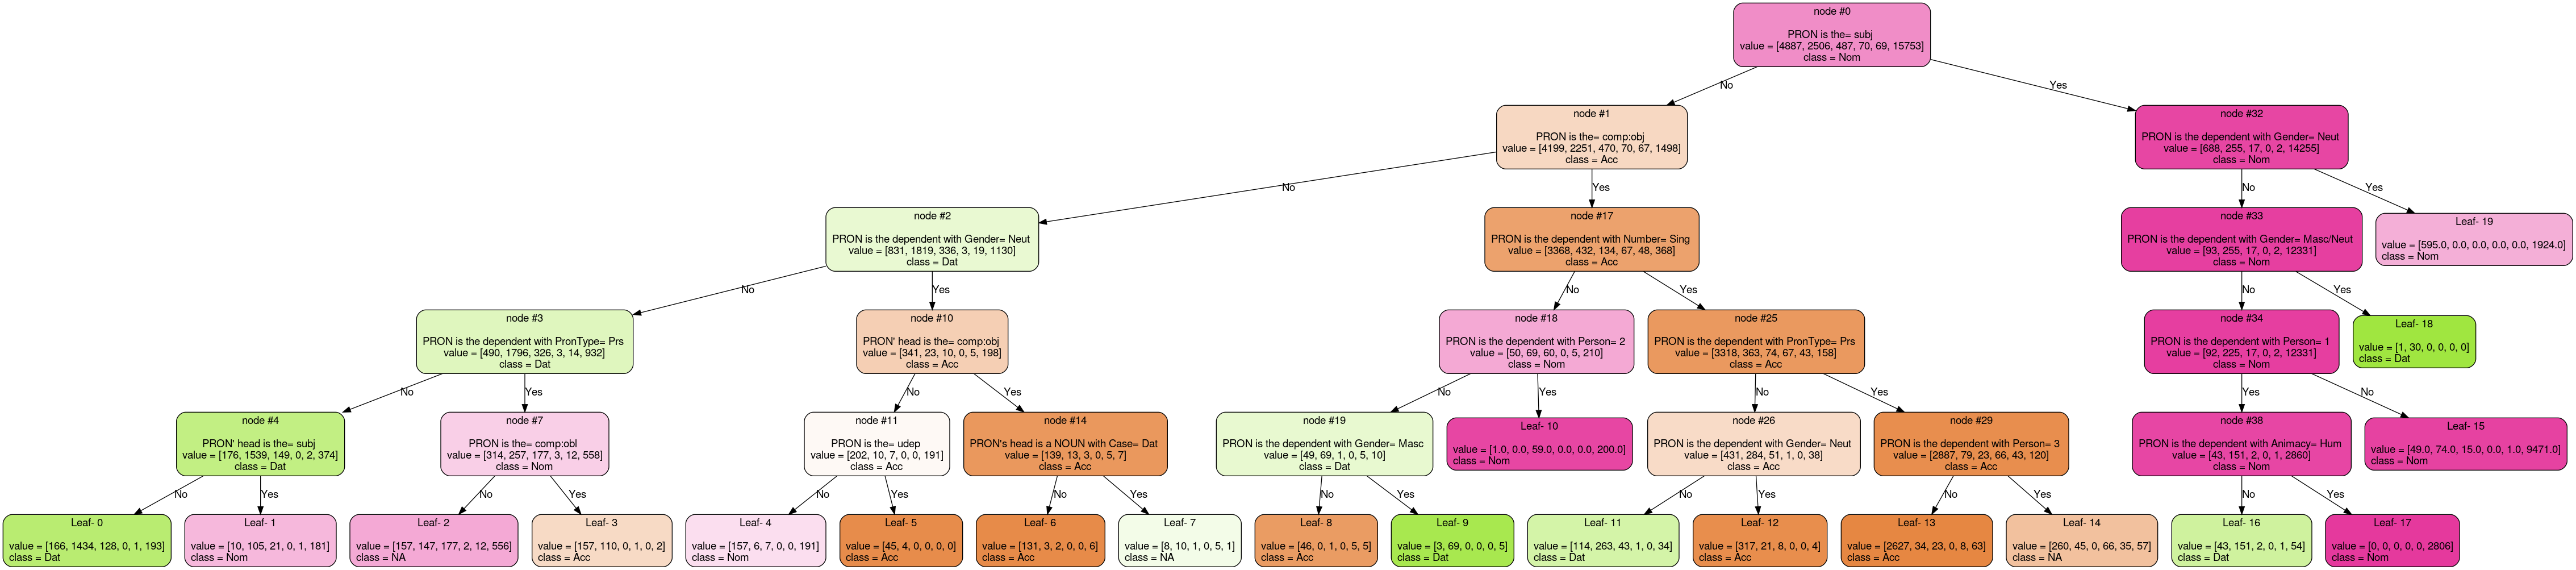 node #0
PRON is the= subj
value = [4887, 2506, 487, 70, 69, 15753]
class = Nom
No
Yes
node #1
PRON is the= comp:obj
value = [4199, 2251, 470, 70, 67, 1498]
class = Acc
node #32
PRON is the dependent with Gender= Neut
value = [688, 255, 17, 0, 2, 14255]
class = Nom
No
Yes
No
Yes
node #2
PRON is the dependent with Gender= Neut
value = [831, 1819, 336, 3, 19, 1130]
class = Dat
node #17
PRON is the dependent with Number= Sing
value = [3368, 432, 134, 67, 48, 368]
class = Acc
node #33
PRON is the dependent with Gender= Masc/Neut
value = [93, 255, 17, 0, 2, 12331]
class = Nom
Leaf- 19
value = [595.0, 0.0, 0.0, 0.0, 0.0, 1924.0]
class = Nom
No
Yes
No
Yes
No
Yes
node #3
PRON is the dependent with PronType= Prs
value = [490, 1796, 326, 3, 14, 932]
class = Dat
node #10
PRON' head is the= comp:obj
value = [341, 23, 10, 0, 5, 198]
class = Acc
node #18
PRON is the dependent with Person= 2
value = [50, 69, 60, 0, 5, 210]
class = Nom
node #25
PRON is the dependent with PronType= Prs
value = [3318, 363, 74, 67, 43, 158]
class = Acc
node #34
PRON is the dependent with Person= 1
value = [92, 225, 17, 0, 2, 12331]
class = Nom
Leaf- 18
value = [1, 30, 0, 0, 0, 0]
class = Dat
No
Yes
No
Yes
No
Yes
No
Yes
Yes
No
node #4
PRON' head is the= subj
value = [176, 1539, 149, 0, 2, 374]
class = Dat
node #7
PRON is the= comp:obl
value = [314, 257, 177, 3, 12, 558]
class = Nom
node #11
PRON is the= udep
value = [202, 10, 7, 0, 0, 191]
class = Acc
node #14
PRON's head is a NOUN with Case= Dat
value = [139, 13, 3, 0, 5, 7]
class = Acc
node #19
PRON is the dependent with Gender= Masc
value = [49, 69, 1, 0, 5, 10]
class = Dat
Leaf- 10
value = [1.0, 0.0, 59.0, 0.0, 0.0, 200.0]
class = Nom
node #26
PRON is the dependent with Gender= Neut
value = [431, 284, 51, 1, 0, 38]
class = Acc
node #29
PRON is the dependent with Person= 3
value = [2887, 79, 23, 66, 43, 120]
class = Acc
node #38
PRON is the dependent with Animacy= Hum
value = [43, 151, 2, 0, 1, 2860]
class = Nom
Leaf- 15
value = [49.0, 74.0, 15.0, 0.0, 1.0, 9471.0]
class = Nom
No
Yes
No
Yes
No
Yes
No
Yes
No
Yes
No
Yes
No
Yes
No
Yes
Leaf- 0
value = [166, 1434, 128, 0, 1, 193]
class = Dat
Leaf- 1
value = [10, 105, 21, 0, 1, 181]
class = Nom
Leaf- 2
value = [157, 147, 177, 2, 12, 556]
class = NA
Leaf- 3
value = [157, 110, 0, 1, 0, 2]
class = Acc
Leaf- 4
value = [157, 6, 7, 0, 0, 191]
class = Nom
Leaf- 5
value = [45, 4, 0, 0, 0, 0]
class = Acc
Leaf- 6
value = [131, 3, 2, 0, 0, 6]
class = Acc
Leaf- 7
value = [8, 10, 1, 0, 5, 1]
class = NA
Leaf- 8
value = [46, 0, 1, 0, 5, 5]
class = Acc
Leaf- 9
value = [3, 69, 0, 0, 0, 5]
class = Dat
Leaf- 11
value = [114, 263, 43, 1, 0, 34]
class = Dat
Leaf- 12
value = [317, 21, 8, 0, 0, 4]
class = Acc
Leaf- 13
value = [2627, 34, 23, 0, 8, 63]
class = Acc
Leaf- 14
value = [260, 45, 0, 66, 35, 57]
class = NA
Leaf- 16
value = [43, 151, 2, 0, 1, 54]
class = Dat
Leaf- 17
value = [0, 0, 0, 0, 0, 2806]
class = Nom